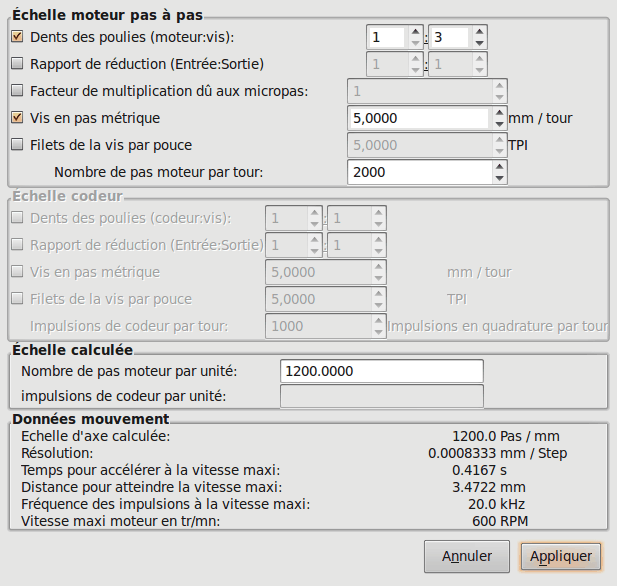 Échelle moteur pas à pas
Dents des poulies (moteur:vis): 1 : 3
Rapport de réduction (Entrée:Sortie) 1 : 1
Facteur de multiplication dû aux micropas: 1
Vis en pas métrique 5,0000 mm / tour
Filets de la vis par pouce 5,0000 TPI
Nombre de pas moteur par tour: 2000
Échelle codeur
Dents des poulies (codeur:vis): 1 : 1
Rapport de réduction (Entrée:Sortie) 1 : 1
Vis en pas métrique 5,0000 mm / tour
Filets de la vis par pouce 5,0000 TPI
Impulsions de codeur par tour: 1000 Impulsions en quadrature par tour
Échelle calculée
Nombre de pas moteur par unité: 1200.0000
impulsions de codeur par unité:
Données mouvement
Echelle d'axe calculée: 1200.0 Pas / mm
Résolution: 0.0008333 mm / Step
Temps pour accélérer à la vitesse maxi: 0.4167 s
Distance pour atteindre la vitesse maxi: 3.4722 mm
Fréquence des impulsions à la vitesse maxi: 20.0 kHz
Vitesse maxi moteur en tr/mn: 600 RPM
Annuler Appliquer